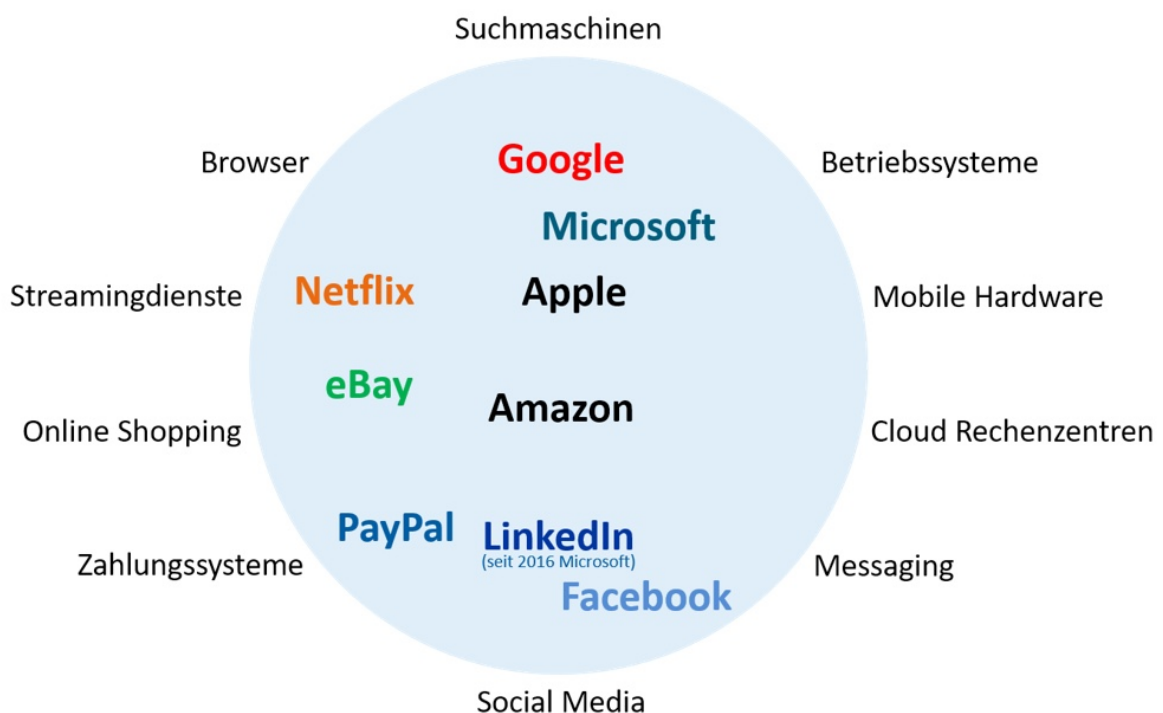 Suchmaschinen
Browser
Google
Betriebssysteme
Microsoft
Streamingdienste
Netflix
Apple
Mobile Hardware
eBay
Amazon
Online Shopping
Cloud Rechenzentren
PayPal
LinkedIn
(seit 2016 Microsoft)
Zahlungssysteme
Messaging
Facebook
Social Media